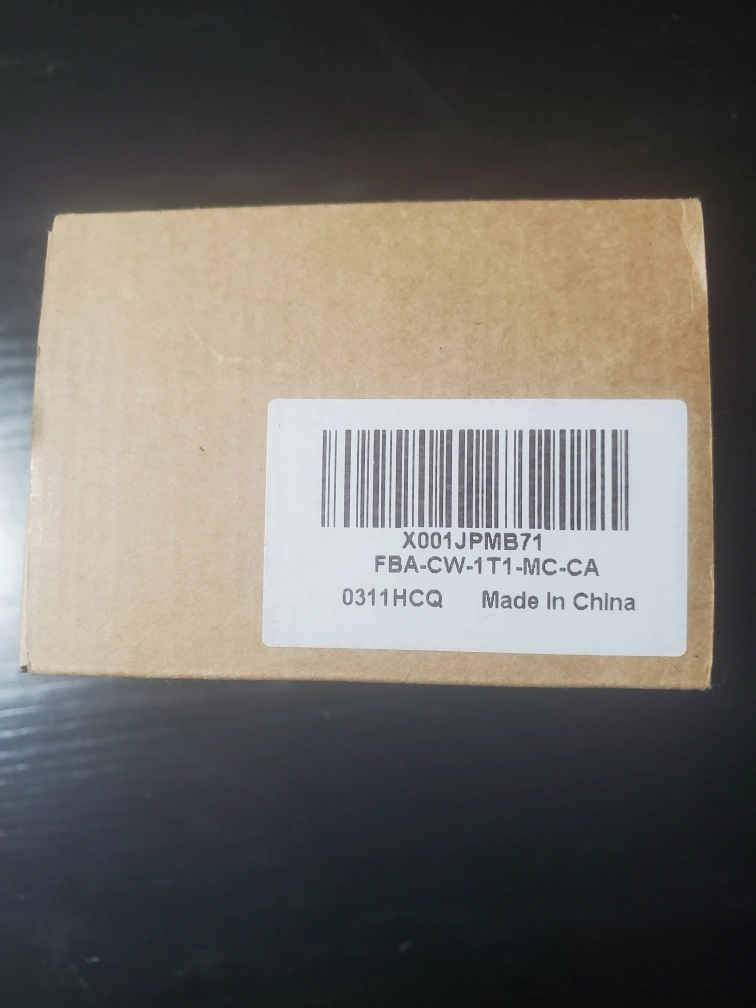 X001JPMB71
FBA-CW-1T1-MC-CA
0311HCQ Made In China